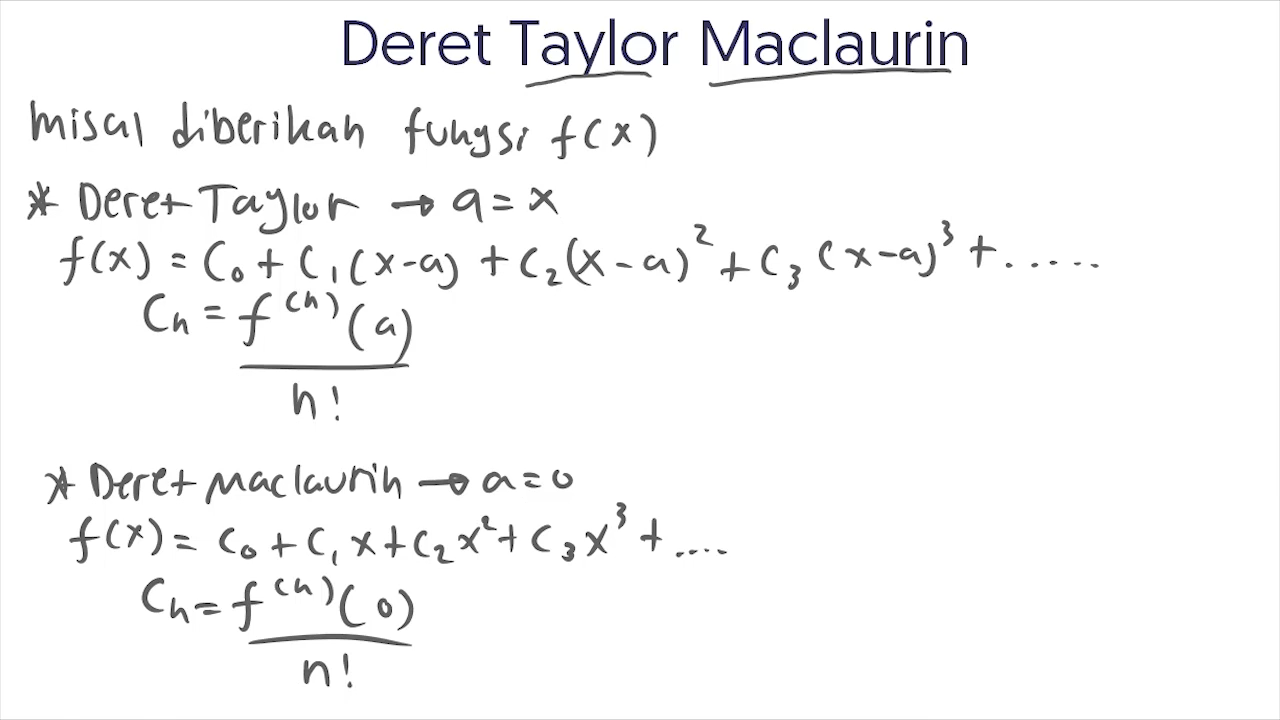 Deret Taylor Maclaurin
misal diberikan fungsi f(x)
* Deret Taylor → a = x
f(x) = C₀ + C₁(x-a) + C₂(x-a)² + C₃(x-a)³ + .....
Cₙ = f⁽ⁿ⁾(a)
n!
* Deret maclaurin → a = 0
f(x) = C₀ + C₁x + C₂x² + C₃x³ + ....
Cₙ = f⁽ⁿ⁾(0)
n!